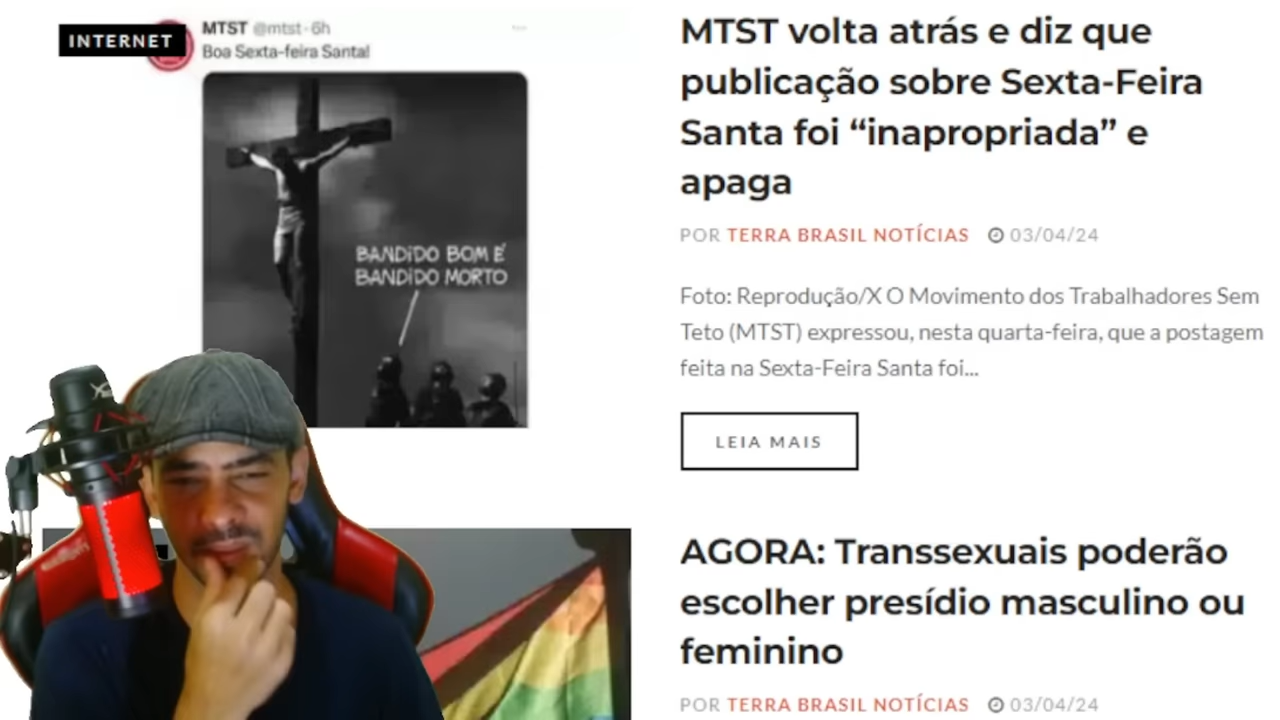 INTERNET
MTST @mtst · 6h
Boa Sexta-feira Santa!
BANDIDO BOM É
BANDIDO MORTO
MTST volta atrás e diz que
publicação sobre Sexta-Feira
Santa foi “inapropriada” e
apaga
POR TERRA BRASIL NOTÍCIAS 03/04/24
Foto: Reprodução/X O Movimento dos Trabalhadores Sem
Teto (MTST) expressou, nesta quarta-feira, que a postagem
feita na Sexta-Feira Santa foi...
LEIA MAIS
AGORA: Transsexuais poderão
escolher presídio masculino ou
feminino
POR TERRA BRASIL NOTÍCIAS 03/04/24